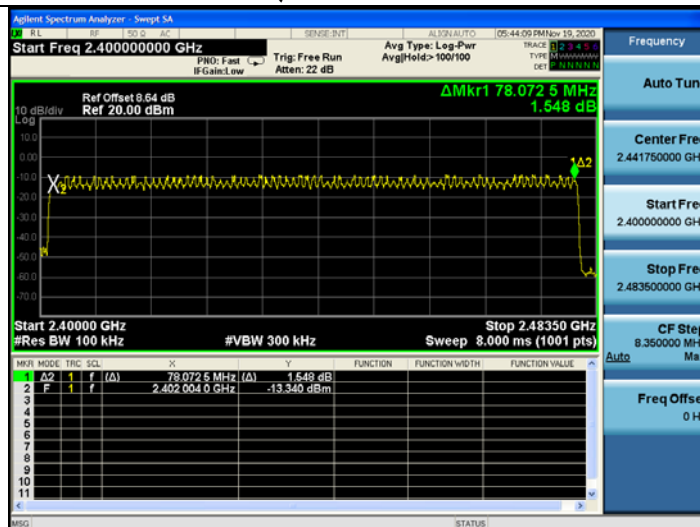 Agilent Spectrum Analyzer - Swept SA
RL RF 50 Ω AC SENSE:INT ALIGN AUTO 05:44:09 PM Nov 19, 2020
Start Freq 2.400000000 GHz
PNO: Fast
IFGain:Low
Trig: Free Run
Atten: 22 dB
Avg Type: Log-Pwr
Avg|Hold:>100/100
TRACE 1 2 3 4 5 6
TYPE
DET P N N N N N
10 dB/div
Log
Ref Offset 8.64 dB
Ref 20.00 dBm
ΔMkr1 78.072 5 MHz
1.548 dB
10.0
0.00
-10.0
-20.0
-30.0
-40.0
-50.0
-60.0
-70.0
2
1Δ2
Start 2.40000 GHz
Stop 2.48350 GHz
#Res BW 100 kHz #VBW 300 kHz Sweep 8.000 ms (1001 pts)
MKR MODE TRC SCL X Y FUNCTION FUNCTION WIDTH FUNCTION VALUE
1 Δ2 1 f (Δ) 78.072 5 MHz (Δ) 1.548 dB
2 F 1 f 2.402 004 0 GHz -13.340 dBm
3
4
5
6
7
8
9
10
11
MSG STATUS
Frequency
Auto Tun
Center Fre
2.441750000 GH
Start Fre
2.400000000 GH
Stop Fre
2.483500000 GH
CF Step
8.350000 MH
Auto Ma
Freq Offse
0 H